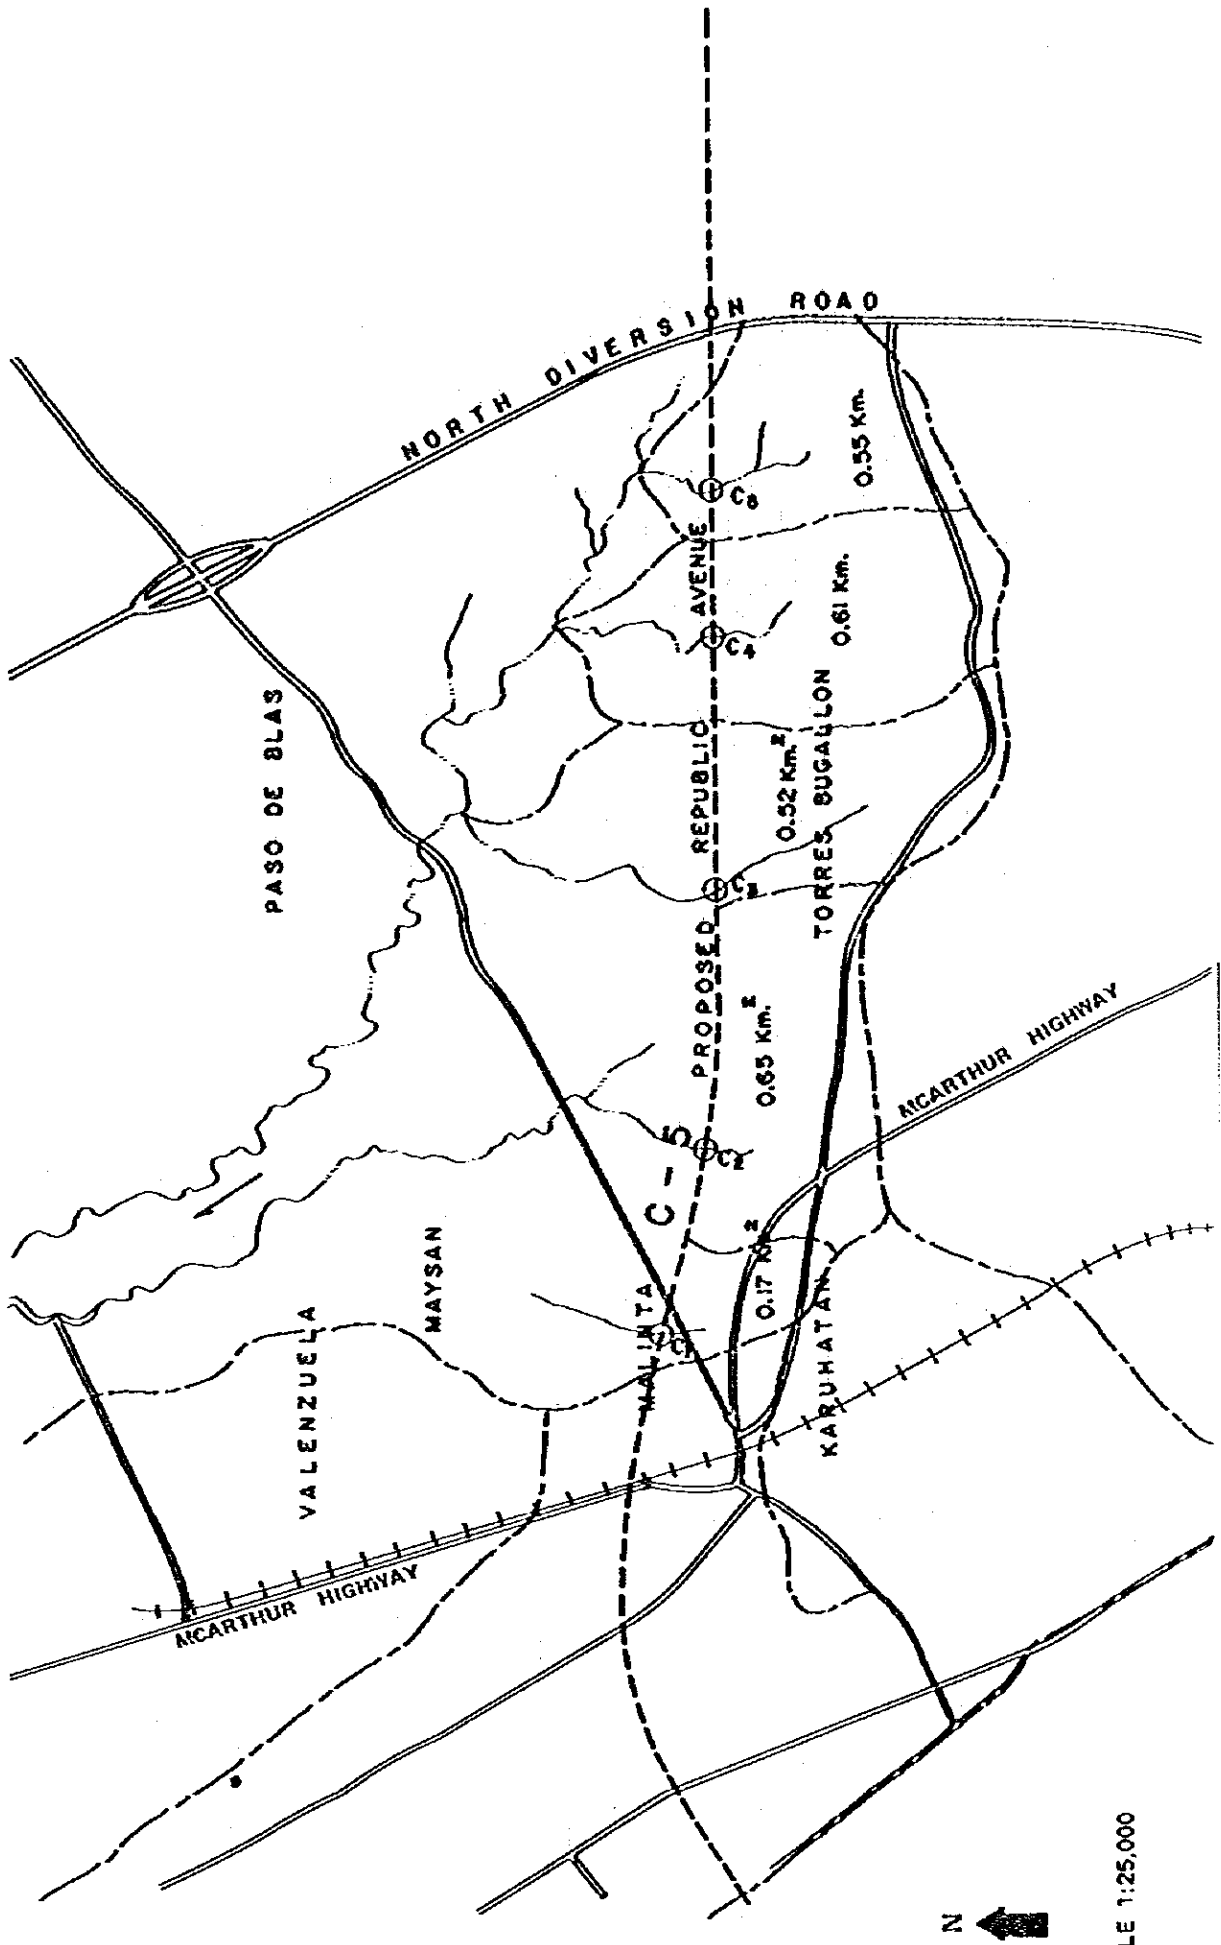 NORTH DIVERSION ROAD
PASO DE BLAS
PROPOSED REPUBLIC AVENUE
C - 5
C1
C2
C3
C4
0.17 Km.²
0.65 Km.²
0.52 Km.²
0.61 Km.
0.55 Km.
TORRES BUGALLON
MAYSAN
VALENZUELA
MALINTA
KARUHATAN
MCARTHUR HIGHWAY
MCARTHUR HIGHWAY
N
LE 1:25,000